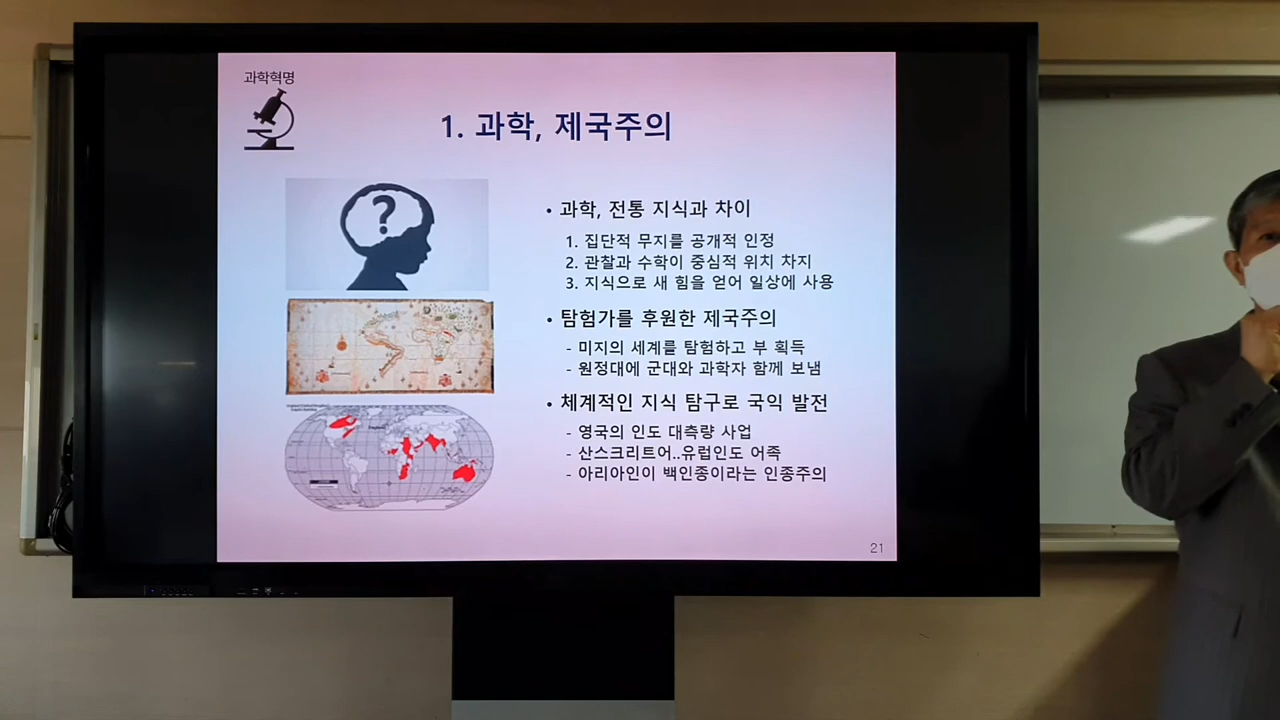 과학혁명
1. 과학, 제국주의
• 과학, 전통 지식과 차이
1. 집단적 무지를 공개적 인정
2. 관찰과 수학이 중심적 위치 차지
3. 지식으로 새 힘을 얻어 일상에 사용
• 탐험가를 후원한 제국주의
- 미지의 세계를 탐험하고 부 획득
- 원정대에 군대와 과학자 함께 보냄
• 체계적인 지식 탐구로 국익 발전
- 영국의 인도 대측량 사업
- 산스크리트어..유럽인도 어족
- 아리아인이 백인종이라는 인종주의
?
21